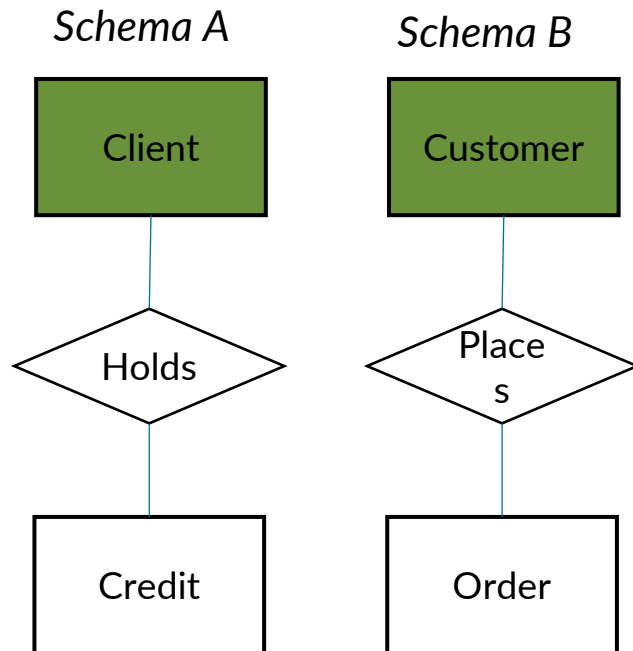 Schema A
Schema B
Client
Customer
Holds
Place
s
Credit
Order